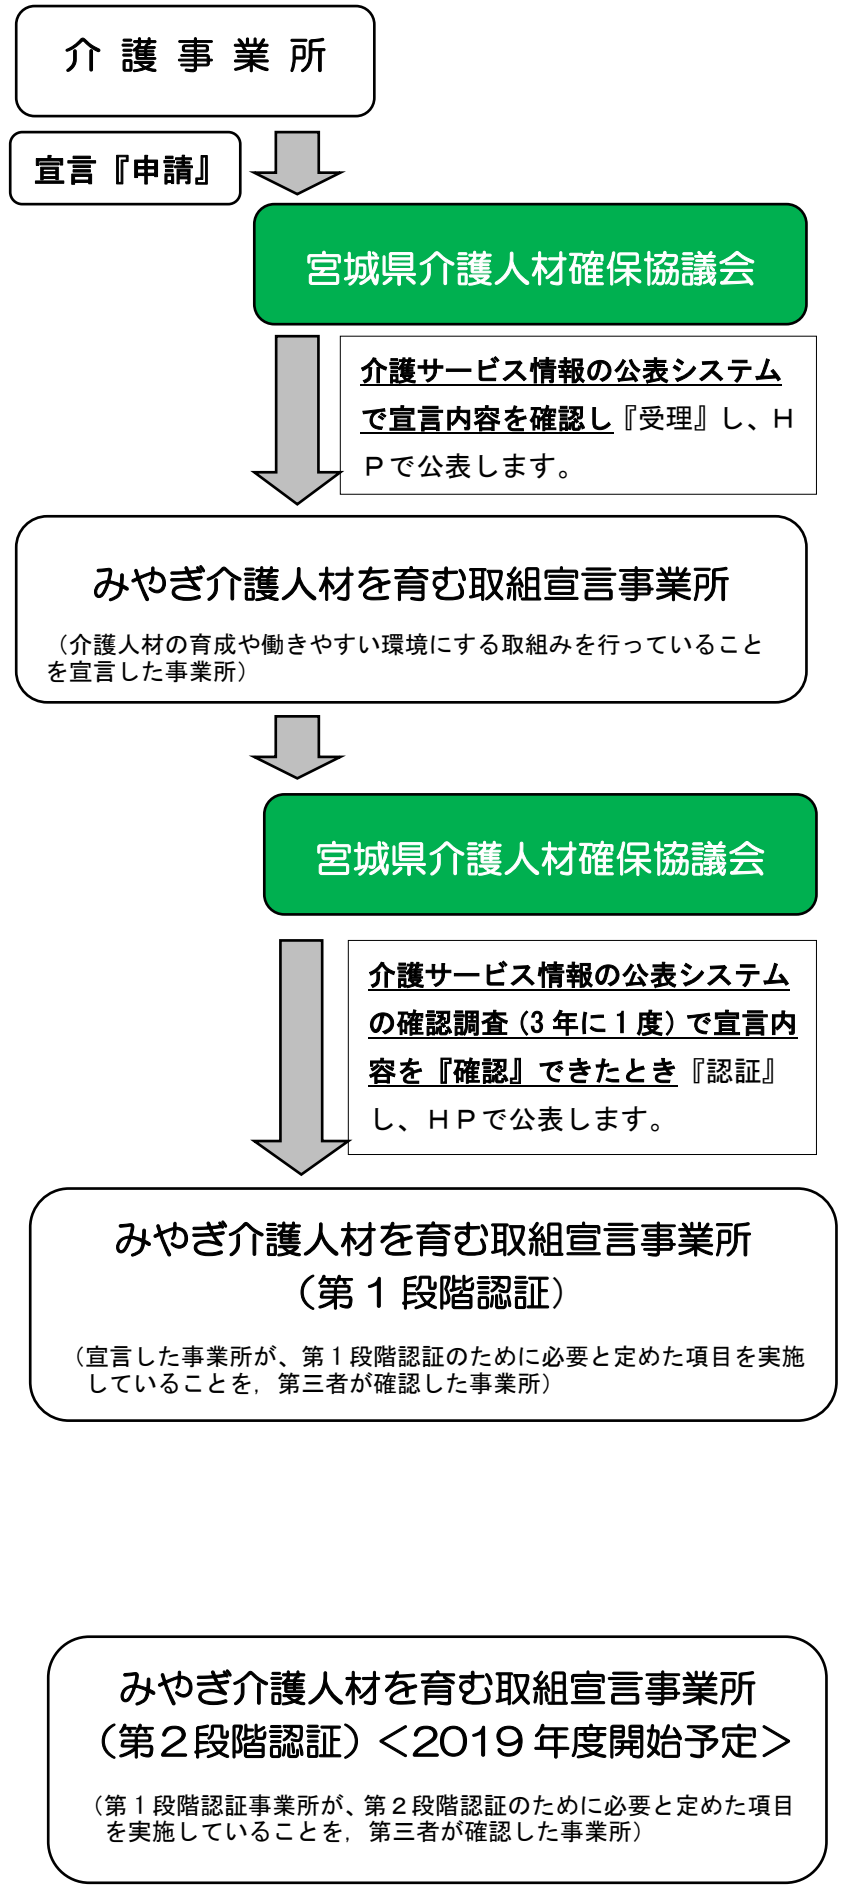 介護事業所
宣言『申請』
宮城県介護人材確保協議会
介護サービス情報の公表システム
で宣言内容を確認し『受理』し、Ｈ
Ｐで公表します。
みやぎ介護人材を育む取組宣言事業所
（介護人材の育成や働きやすい環境にする取組みを行っていること
を宣言した事業所）
宮城県介護人材確保協議会
介護サービス情報の公表システム
の確認調査（3年に1度）で宣言内
容を『確認』できたとき『認証』
し、ＨＰで公表します。
みやぎ介護人材を育む取組宣言事業所
（第１段階認証）
（宣言した事業所が、第１段階認証のために必要と定めた項目を実施
していることを，第三者が確認した事業所）
みやぎ介護人材を育む取組宣言事業所
（第２段階認証）＜2019年度開始予定＞
（第１段階認証事業所が、第２段階認証のために必要と定めた項目
を実施していることを，第三者が確認した事業所）